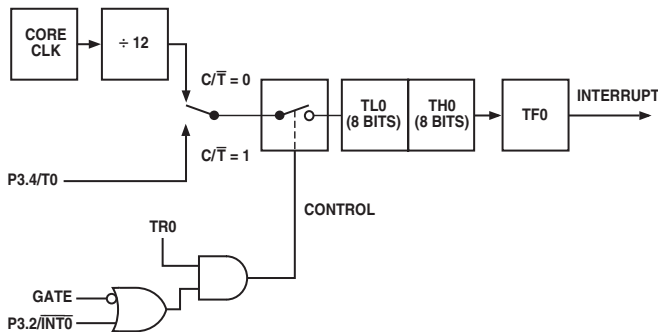 CORE
CLK
÷ 12
C/T̅ = 0
TL0
(8 BITS)
TH0
(8 BITS)
TF0
INTERRUPT
C/T̅ = 1
P3.4/T0
CONTROL
TR0
GATE
P3.2/I̅N̅T̅0̅